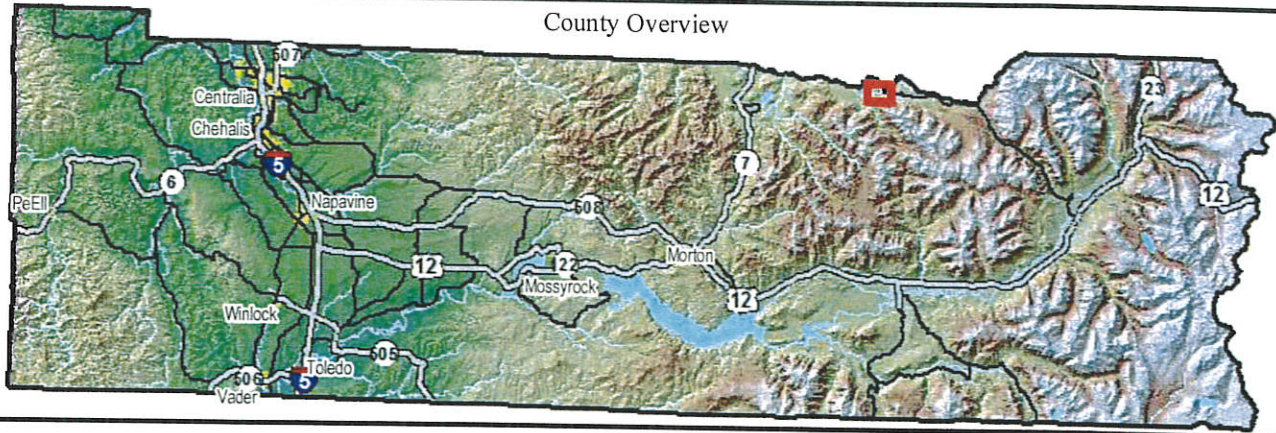 County Overview
507
Centralia
Chehalis
5
23
6
7
12
PeEll
Napavine
508
Morton
12
122
Mossyrock
12
Winlock
505
Toledo
506
5
Vader